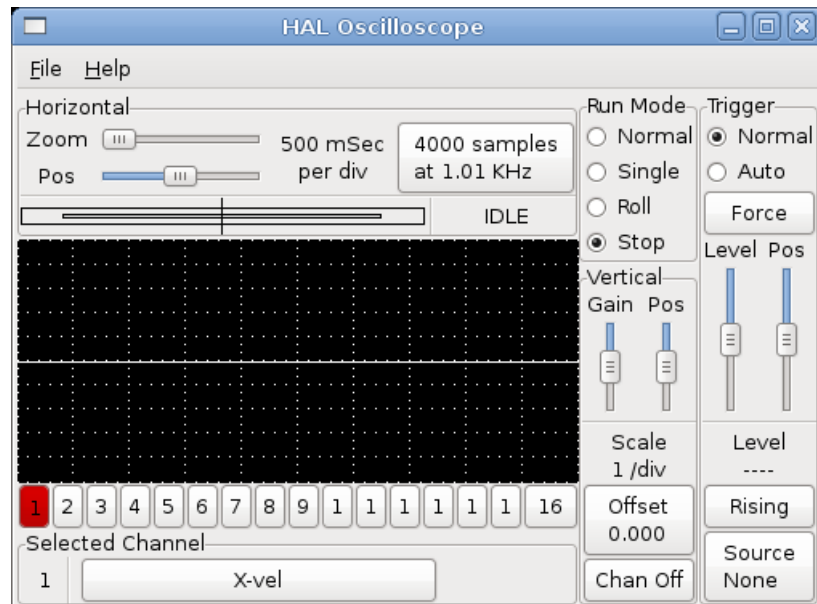 HAL Oscilloscope
File Help
Horizontal
Zoom
Pos
500 mSec
per div
4000 samples
at 1.01 KHz
IDLE
Run Mode
Normal
Single
Roll
Stop
Trigger
Normal
Auto
Force
Level Pos
Vertical
Gain Pos
Scale
1 /div
Offset
0.000
Chan Off
Level
----
Rising
Source
None
1 2 3 4 5 6 7 8 9 1 1 1 1 1 1 16
Selected Channel
1 X-vel